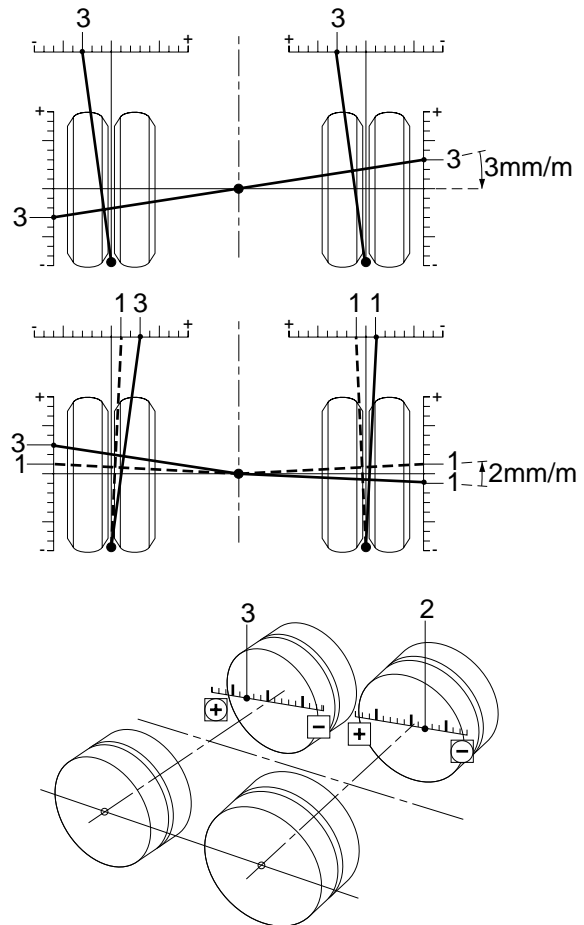 3 3
- + + -
+ +
3
3mm/m
3
- -
1 3 1 1
- + + -
+ +
3
1 1
2mm/m
1
- -
3 2
+ - + -